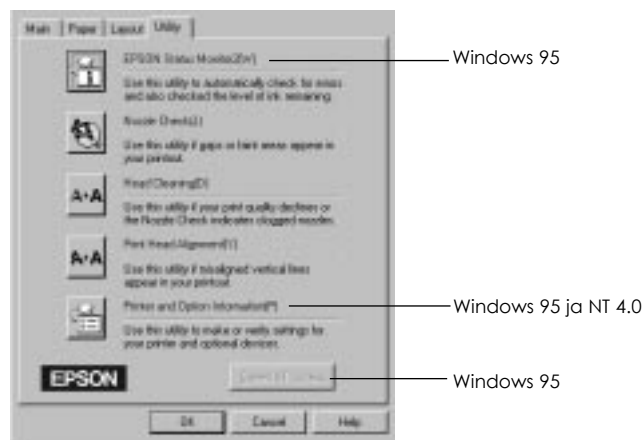 Main Paper Layout Utility
EPSON Status Monitor2(W)
Windows 95
Use this utility to automatically check for errors
and also checked the level of ink remaining.
Nozzle Check(J)
Use this utility if gaps or faint areas appear in
your printout.
Head Cleaning(D)
Use this utility if your print quality declines or
the Nozzle Check indicates clogged nozzles.
Print Head Alignment(Y)
Use this utility if misaligned vertical lines
appear in your printout.
Printer and Option Information(P)
Windows 95 ja NT 4.0
Use this utility to make or verify settings for
your printer and optional devices.
EPSON
Windows 95
OK Cancel Help